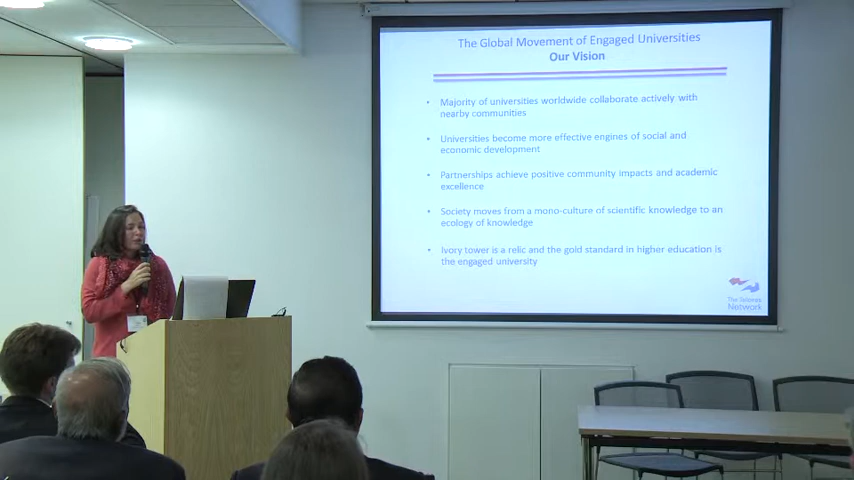 The Global Movement of Engaged Universities
Our Vision
• Majority of universities worldwide collaborate actively with
nearby communities
• Universities become more effective engines of social and
economic development
• Partnerships achieve positive community impacts and academic
excellence
• Society moves from a mono-culture of scientific knowledge to an
ecology of knowledge
• Ivory tower is a relic and the gold standard in higher education is
the engaged university
The Talloires
Network